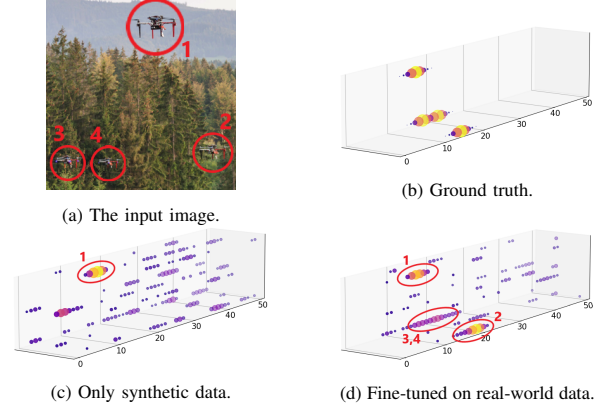 1
3 4 2
(a) The input image.
0 10 20 30 40 50
(b) Ground truth.
1
0 10 20 30 40 50
(c) Only synthetic data.
1
3,4 2
0 10 20 30 40 50
(d) Fine-tuned on real-world data.